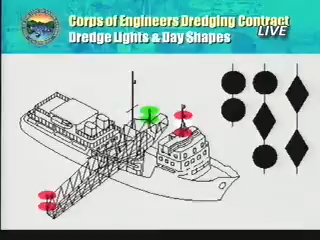 Corps of Engineers Dredging Contract
LIVE
Dredge Lights & Day Shapes